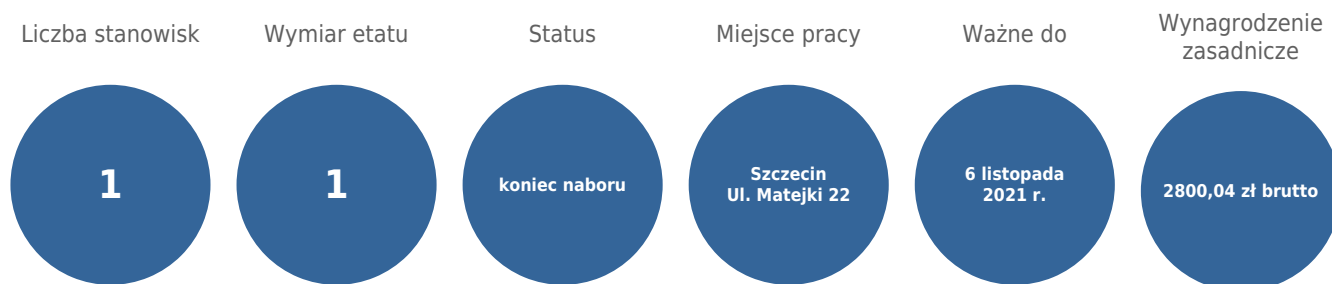 Liczba stanowisk
1
Wymiar etatu
1
Status
koniec naboru
Miejsce pracy
Szczecin
Ul. Matejki 22
Ważne do
6 listopada
2021 r.
Wynagrodzenie
zasadnicze
2800,04 zł brutto